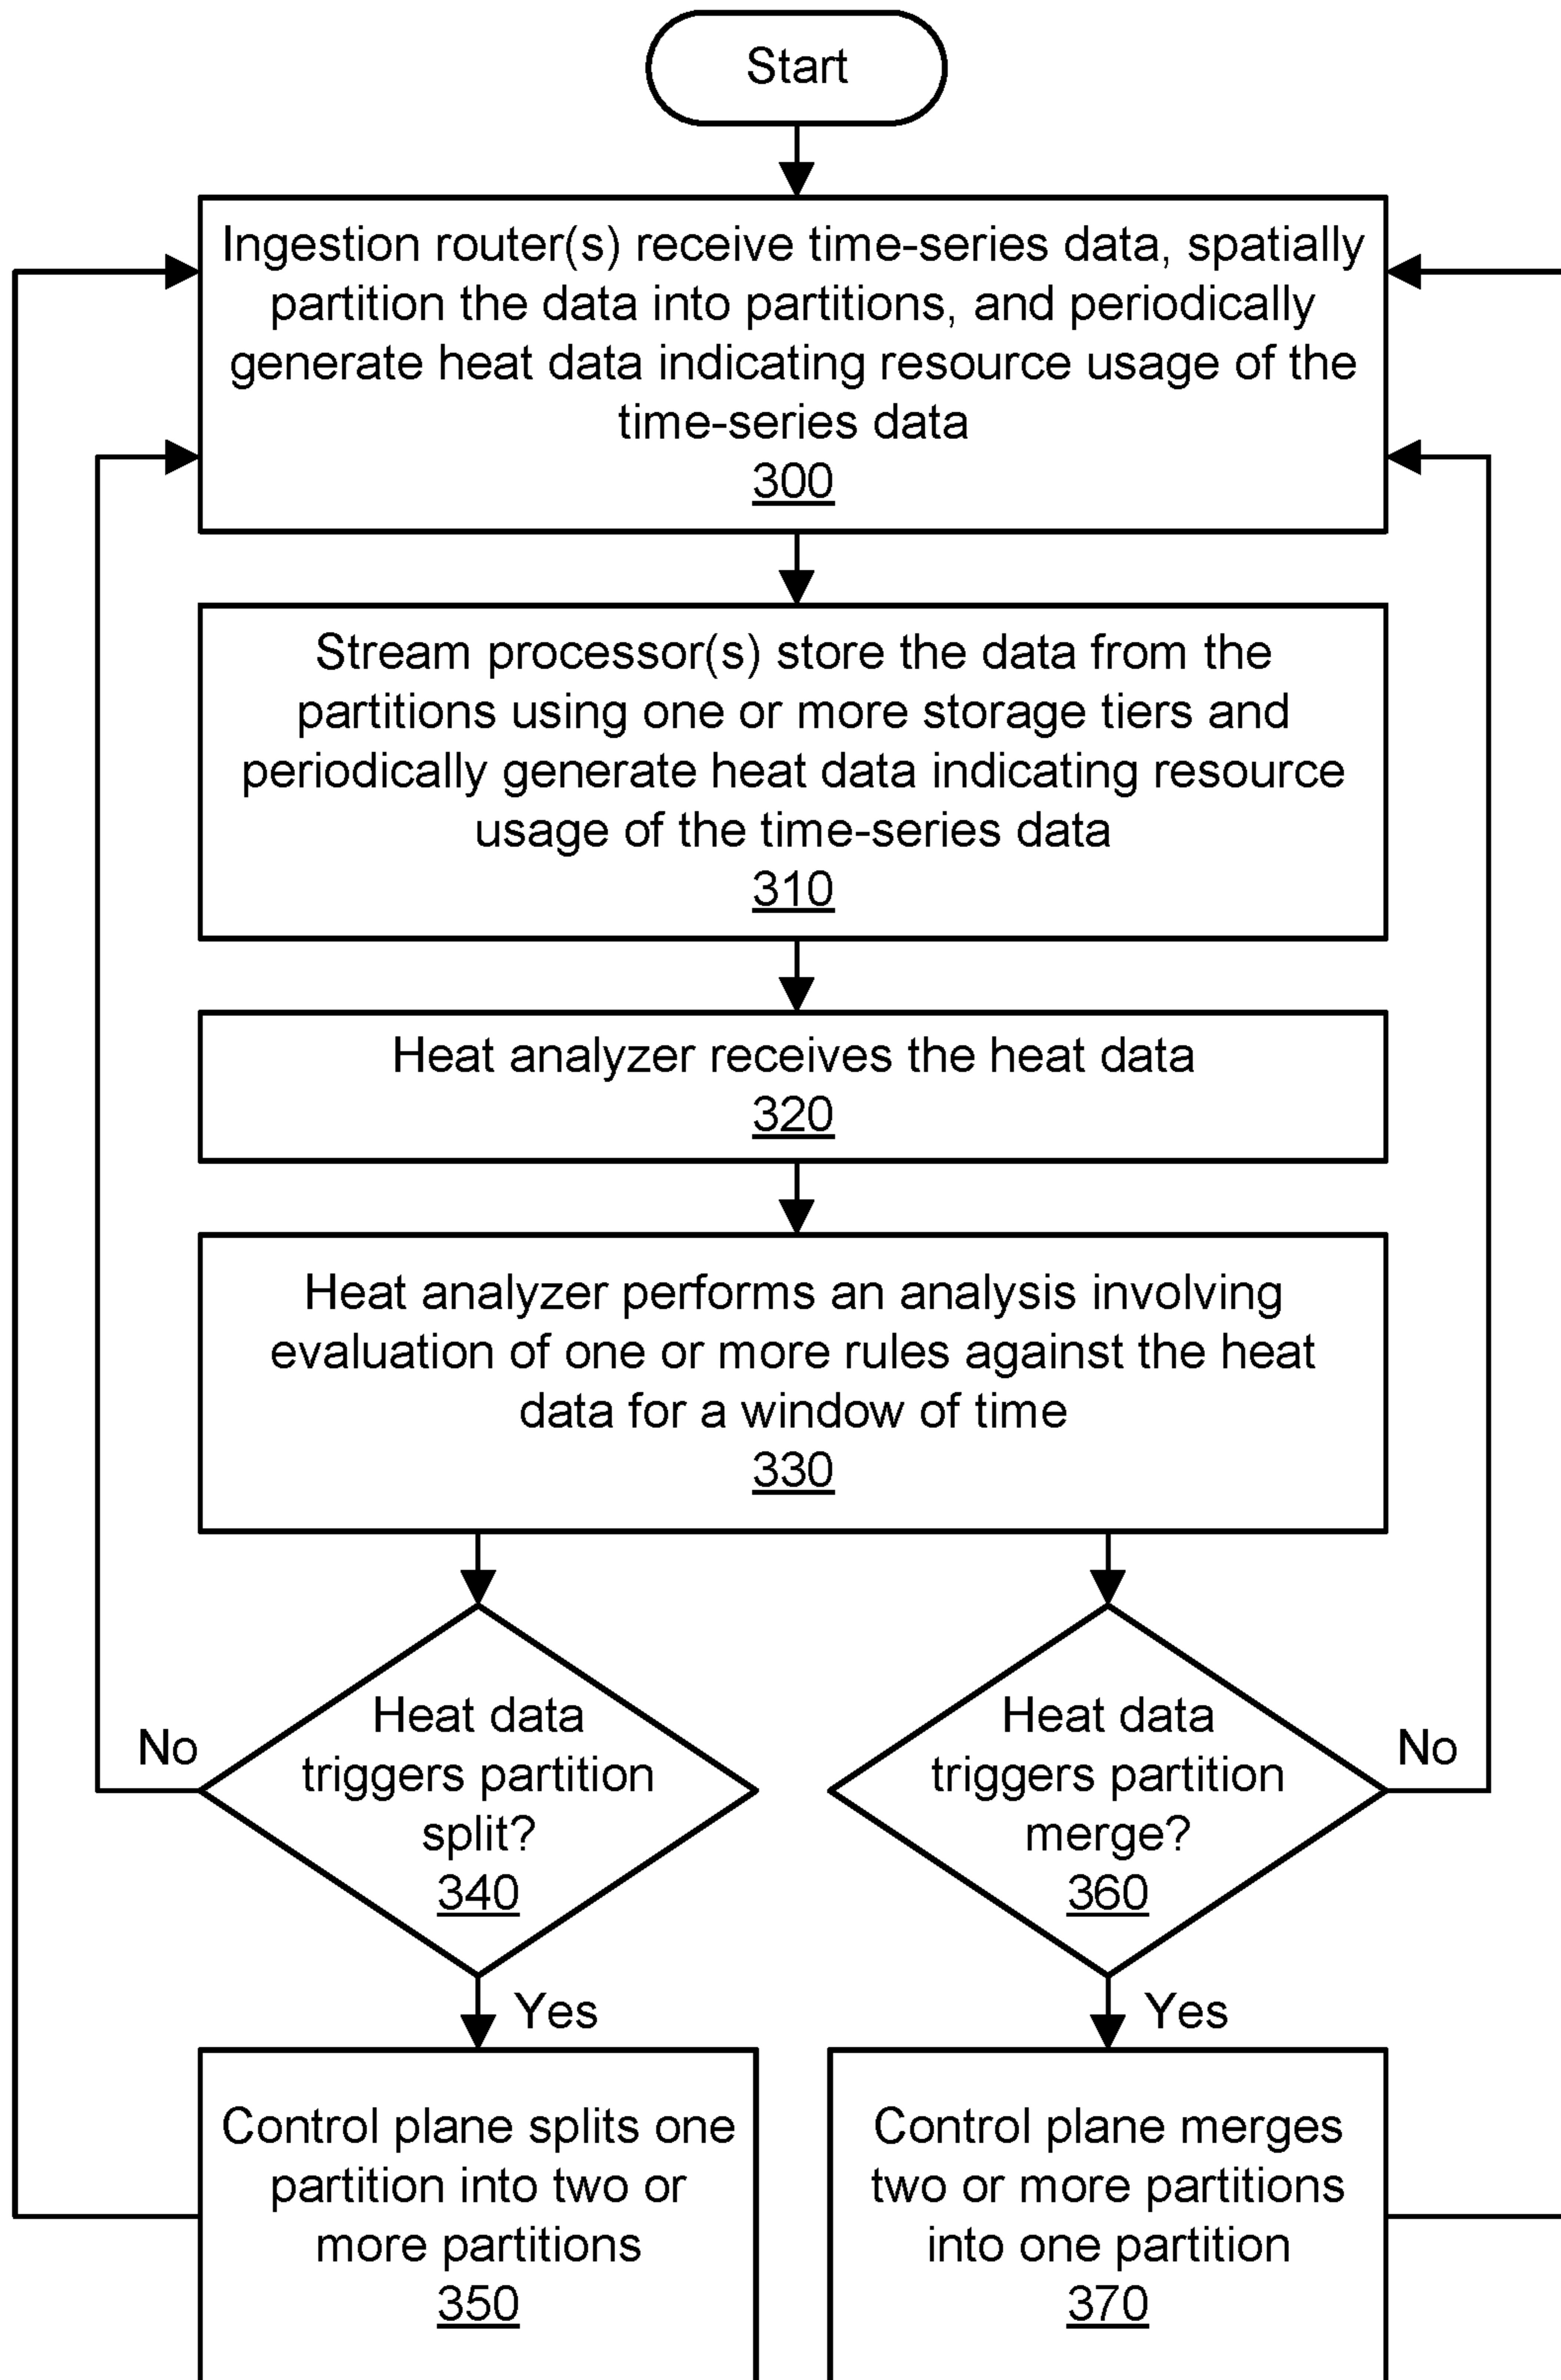 Start
Ingestion router(s) receive time-series data, spatially
partition the data into partitions, and periodically
generate heat data indicating resource usage of the
time-series data
300
Stream processor(s) store the data from the
partitions using one or more storage tiers and
periodically generate heat data indicating resource
usage of the time-series data
310
Heat analyzer receives the heat data
320
Heat analyzer performs an analysis involving
evaluation of one or more rules against the heat
data for a window of time
330
Heat data
triggers partition
split?
340
No
Yes
Heat data
triggers partition
merge?
360
No
Yes
Control plane splits one
partition into two or
more partitions
350
Control plane merges
two or more partitions
into one partition
370